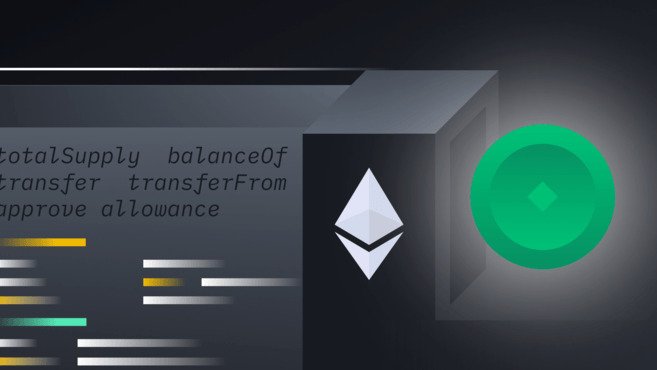 totalSupply balanceOf
transfer transferFrom
approve allowance